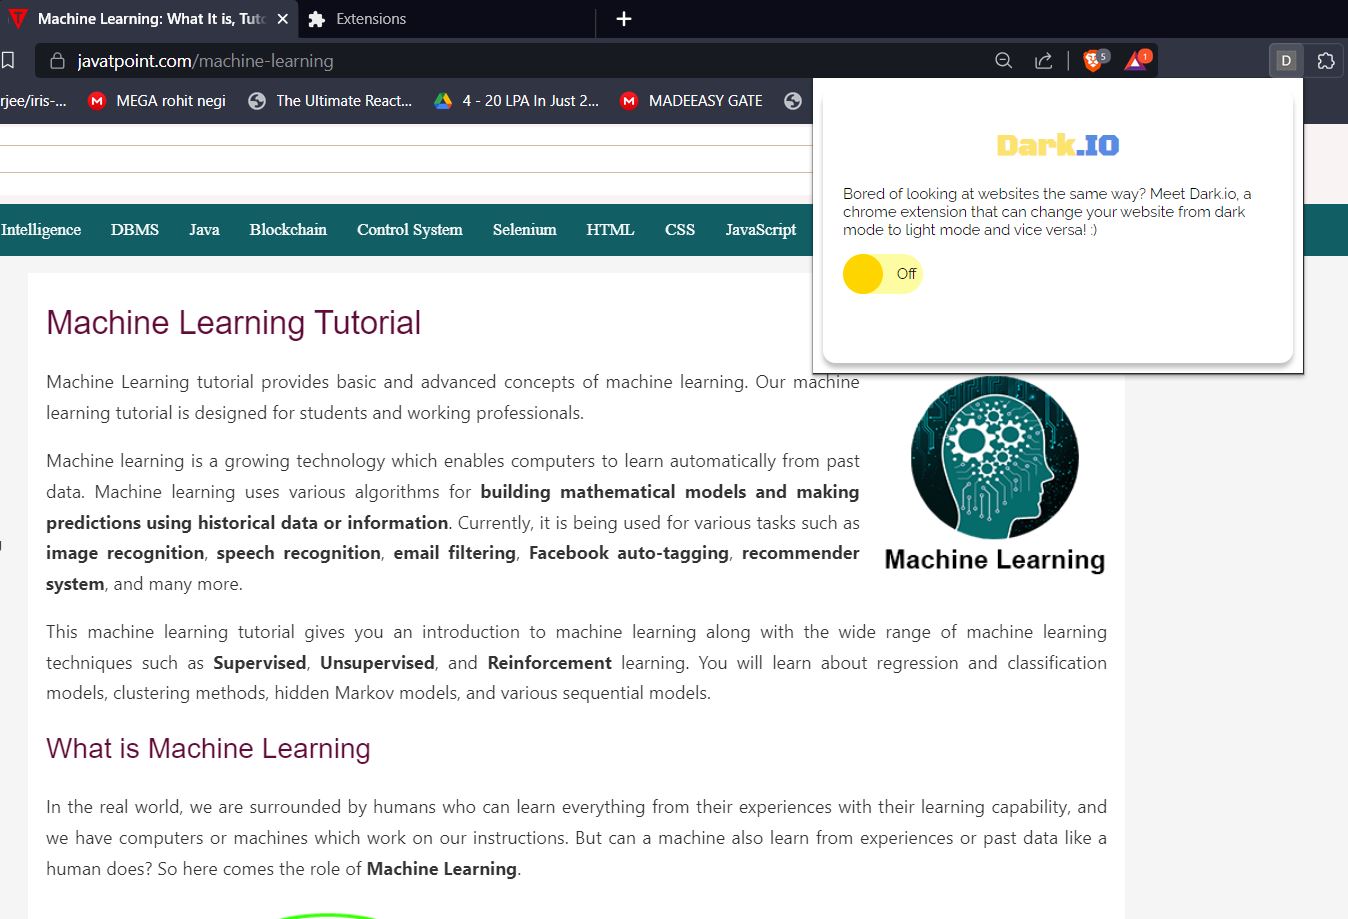 Machine Learning: What It is, Tuto
Extensions
javatpoint.com/machine-learning
5
1
D
rjee/iris-...
M
MEGA rohit negi
The Ultimate React...
4 - 20 LPA In Just 2...
M
MADEEASY GATE
Dark.IO
Bored of looking at websites the same way? Meet Dark.io, a
chrome extension that can change your website from dark
mode to light mode and vice versa! :)
Off
Intelligence DBMS Java Blockchain Control System Selenium HTML CSS JavaScript
Machine Learning Tutorial
Machine Learning tutorial provides basic and advanced concepts of machine learning. Our machine
learning tutorial is designed for students and working professionals.
Machine learning is a growing technology which enables computers to learn automatically from past
data. Machine learning uses various algorithms for building mathematical models and making
predictions using historical data or information. Currently, it is being used for various tasks such as
image recognition, speech recognition, email filtering, Facebook auto-tagging, recommender
system, and many more.
Machine Learning
This machine learning tutorial gives you an introduction to machine learning along with the wide range of machine learning
techniques such as Supervised, Unsupervised, and Reinforcement learning. You will learn about regression and classification
models, clustering methods, hidden Markov models, and various sequential models.
What is Machine Learning
In the real world, we are surrounded by humans who can learn everything from their experiences with their learning capability, and
we have computers or machines which work on our instructions. But can a machine also learn from experiences or past data like a
human does? So here comes the role of Machine Learning.